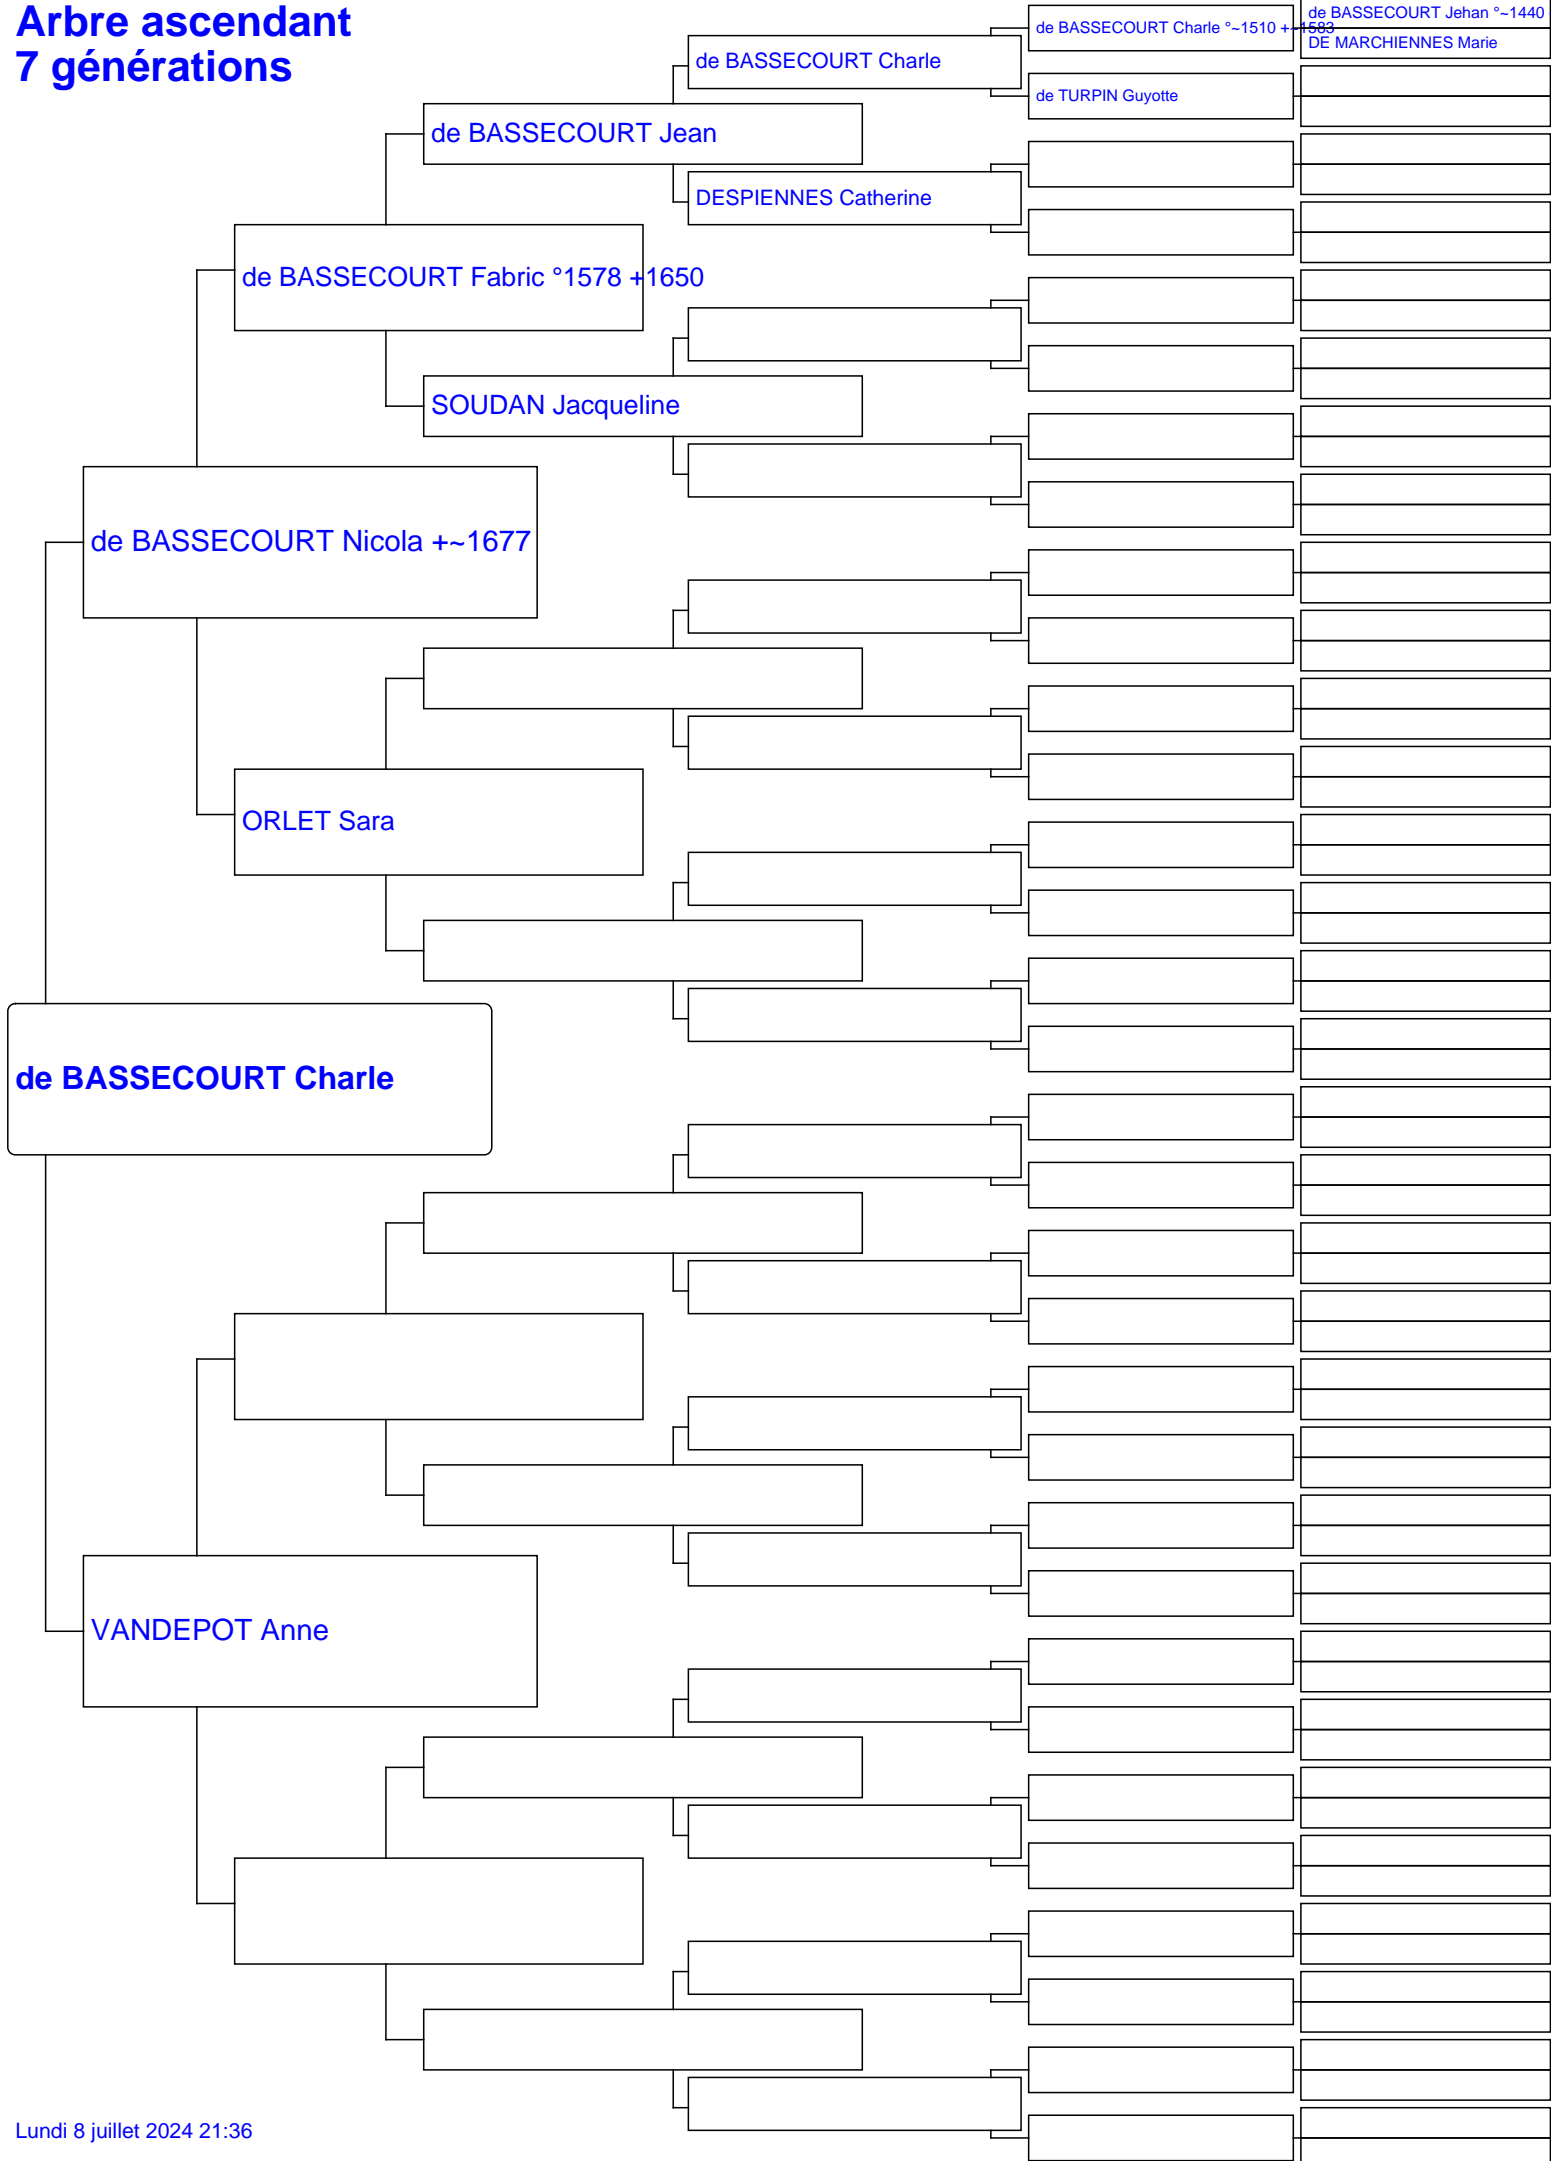 Arbre ascendant
7 générations
de BASSECOURT Jehan °~1440
de BASSECOURT Charle °~1510 +~1583
DE MARCHIENNES Marie
de BASSECOURT Charle
de TURPIN Guyotte
de BASSECOURT Jean
DESPIENNES Catherine
de BASSECOURT Fabric °1578 +1650
SOUDAN Jacqueline
de BASSECOURT Nicola +~1677
ORLET Sara
de BASSECOURT Charle
VANDEPOT Anne
Lundi 8 juillet 2024 21:36